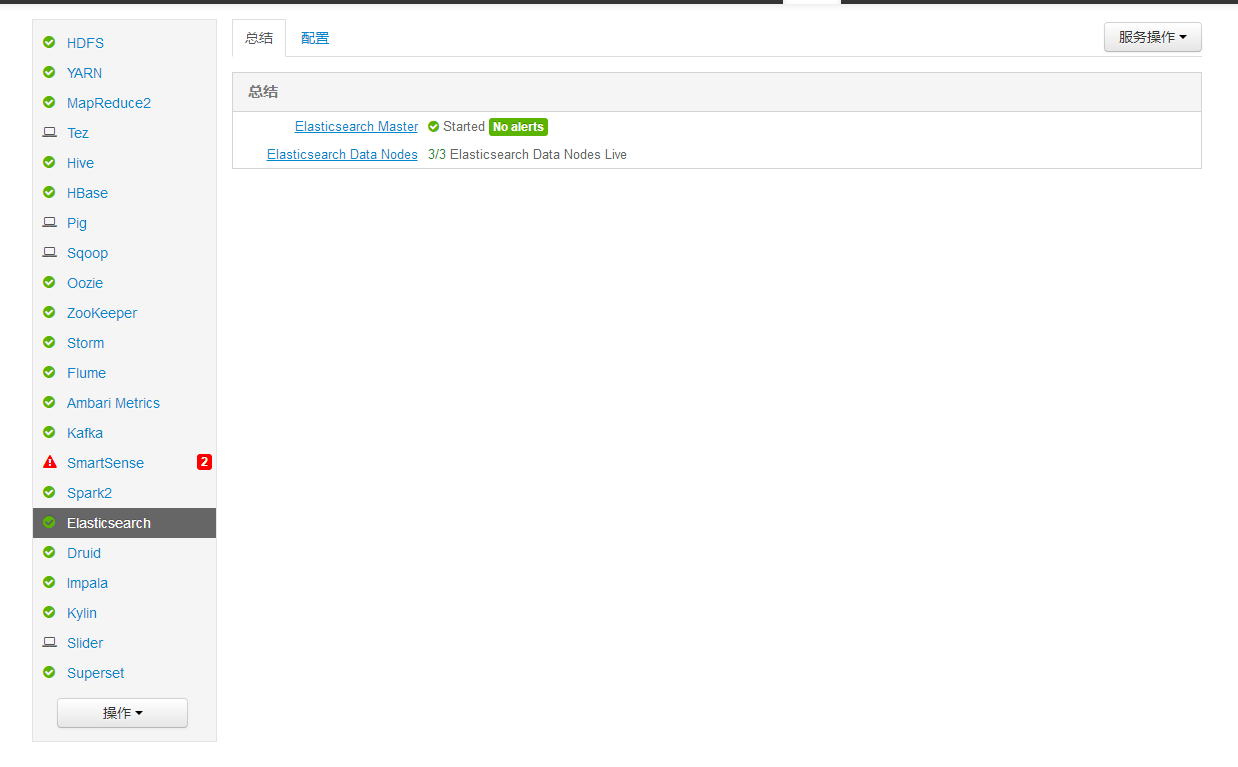 HDFS
YARN
MapReduce2
Tez
Hive
HBase
Pig
Sqoop
Oozie
ZooKeeper
Storm
Flume
Ambari Metrics
Kafka
SmartSense 2
Spark2
Elasticsearch
Druid
Impala
Kylin
Slider
Superset
操作
总结 配置 服务操作
总结
Elasticsearch Master Started No alerts
Elasticsearch Data Nodes 3/3 Elasticsearch Data Nodes Live